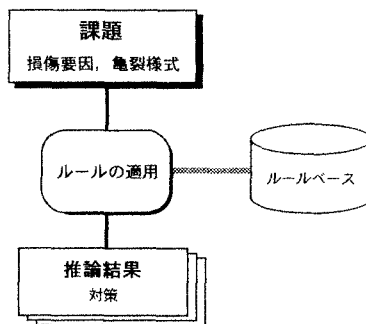 課題
損傷要因，亀裂様式
ルールの適用
ルールベース
推論結果
対策